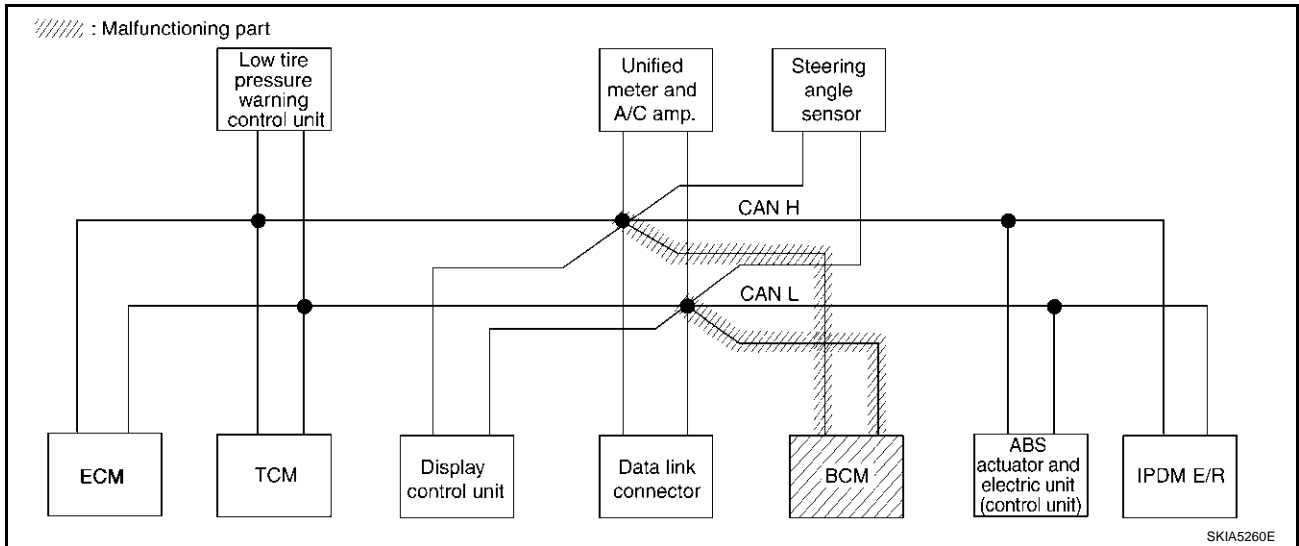 : Malfunctioning part
Low tire
pressure
warning
control unit
Unified
meter and
A/C amp.
Steering
angle
sensor
CAN H
CAN L
ECM
TCM
Display
control unit
Data link
connector
BCM
ABS
actuator and
electric unit
(control unit)
IPDM E/R
SKIA5260E